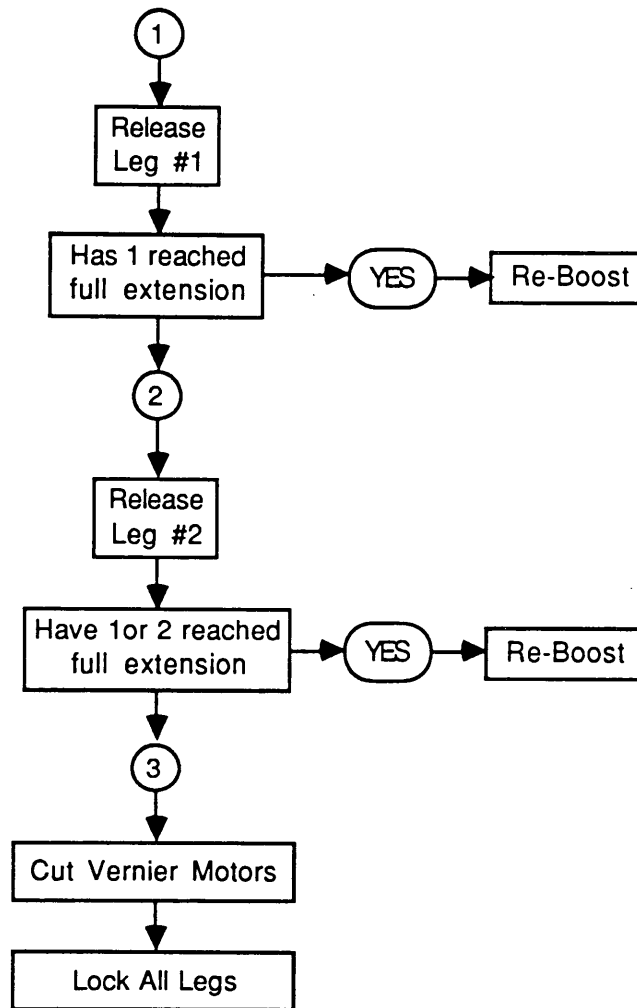 1
Release
Leg #1
Has 1 reached
full extension
YES
Re-Boost
2
Release
Leg #2
Have 1or 2 reached
full extension
YES
Re-Boost
3
Cut Vernier Motors
Lock All Legs